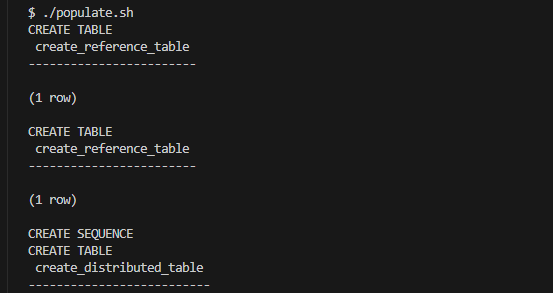 $ ./populate.sh
CREATE TABLE
 create_reference_table
------------------------

(1 row)

CREATE TABLE
 create_reference_table
------------------------

(1 row)

CREATE SEQUENCE
CREATE TABLE
 create_distributed_table
--------------------------